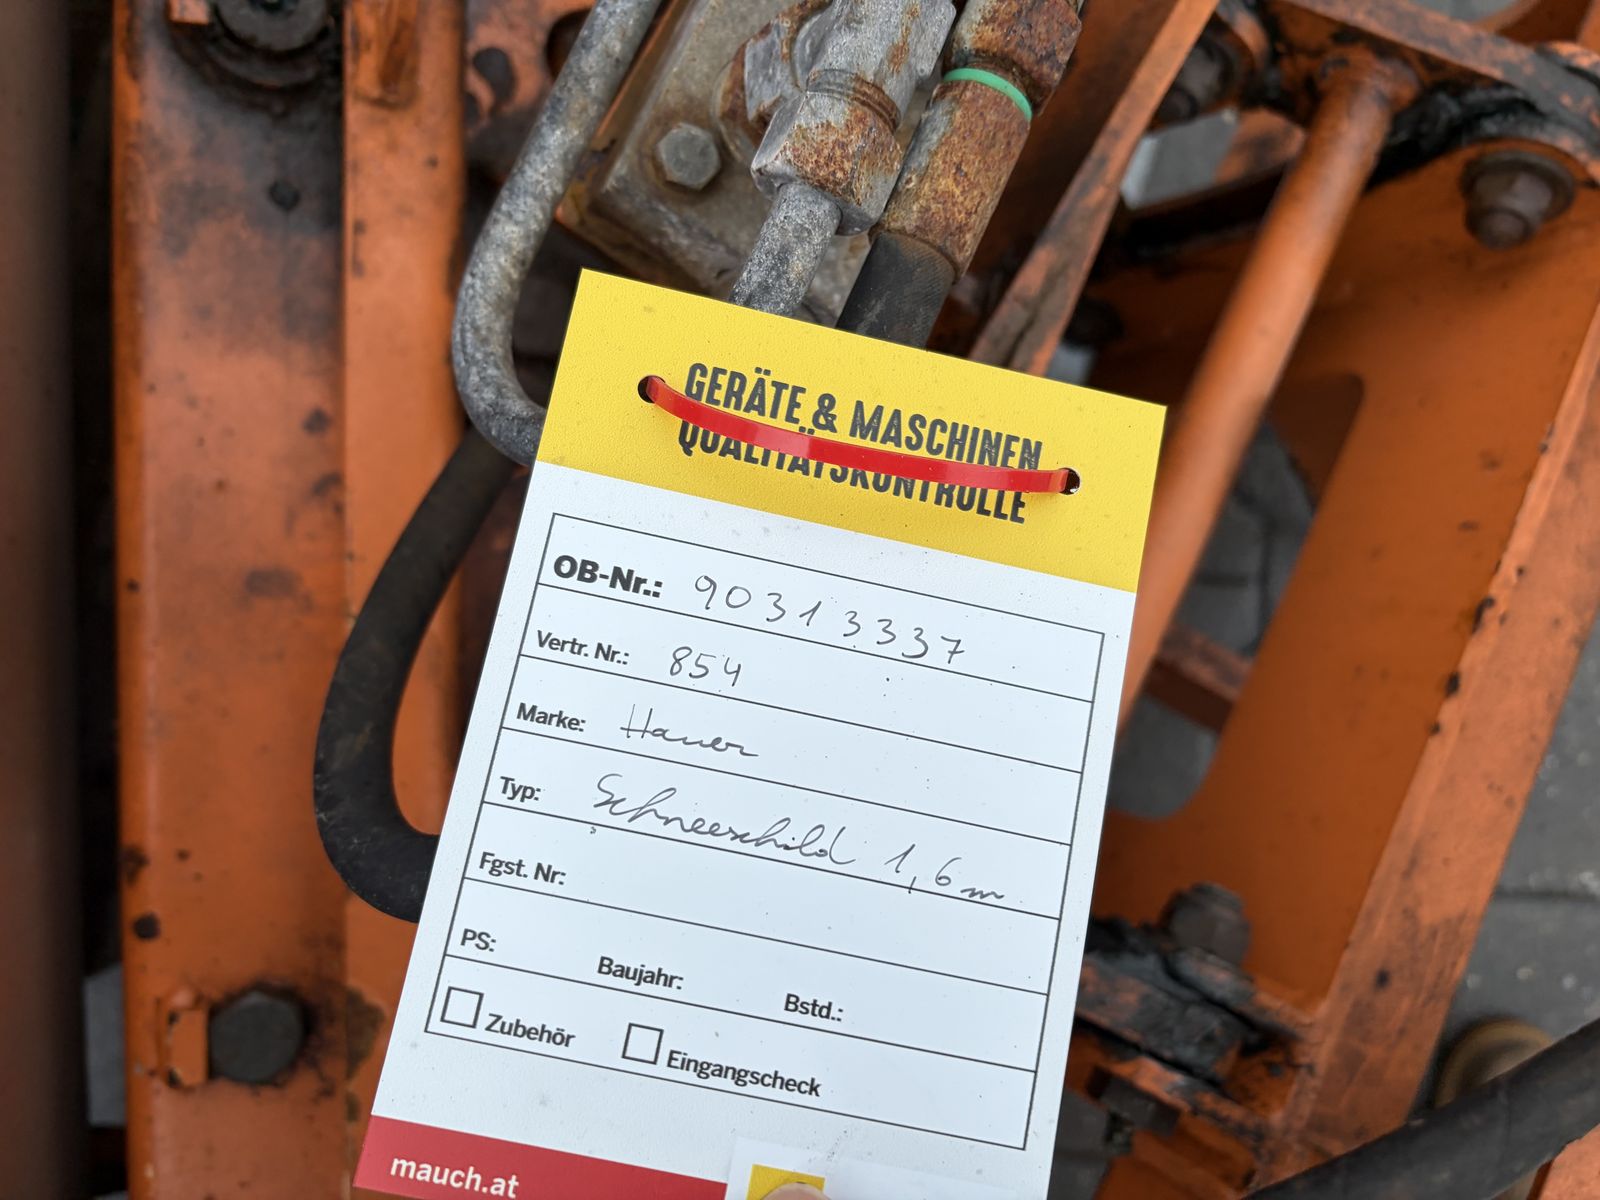 GERÄTE & MASCHINEN
QUALITÄTSKONTROLLE
OB-Nr.: 90313337
Vertr. Nr.: 854
Marke: Hauer
Typ: Schneeschild 1,6m
Fgst. Nr:
PS: Baujahr: Bstd.:
Zubehör Eingangscheck
mauch.at